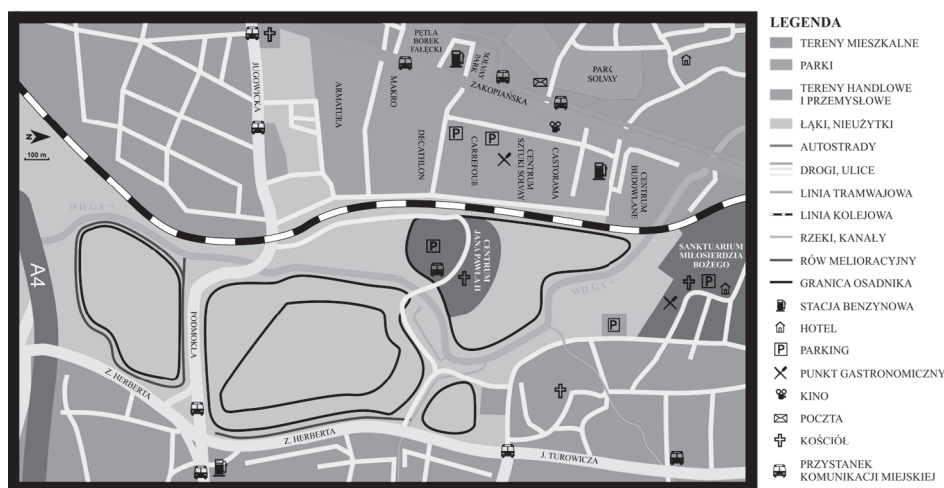 PĘTLA
BOREK
FAŁĘCKI
SOLVAY
PARK
PARK
SOLVAY
ZAKOPIAŃSKA
JUGOWICKA
ARMATURA
MAKRO
DECATHLON
CARREFOUR
CENTRUM
SZTUKI SOLVAY
CASTORAMA
CENTRUM
BUDOWLANE
N
100 m
WILGA
A4
CENTRUM
JANA PAWŁA II
SANKTUARIUM
MIŁOSIERDZIA
BOŻEGO
WILGA
PODMOKŁA
Z. HERBERTA
Z. HERBERTA
J. TUROWICZA
P
P
P
P
P
LEGENDA
TERENY MIESZKALNE
PARKI
TERENY HANDLOWE
I PRZEMYSŁOWE
ŁĄKI, NIEUŻYTKI
AUTOSTRADY
DROGI, ULICE
LINIA TRAMWAJOWA
LINIA KOLEJOWA
RZEKI, KANAŁY
RÓW MELIORACYJNY
GRANICA OSADNIKA
STACJA BENZYNOWA
HOTEL
P PARKING
PUNKT GASTRONOMICZNY
KINO
POCZTA
KOŚCIÓŁ
PRZYSTANEK
KOMUNIKACJI MIEJSKIEJ